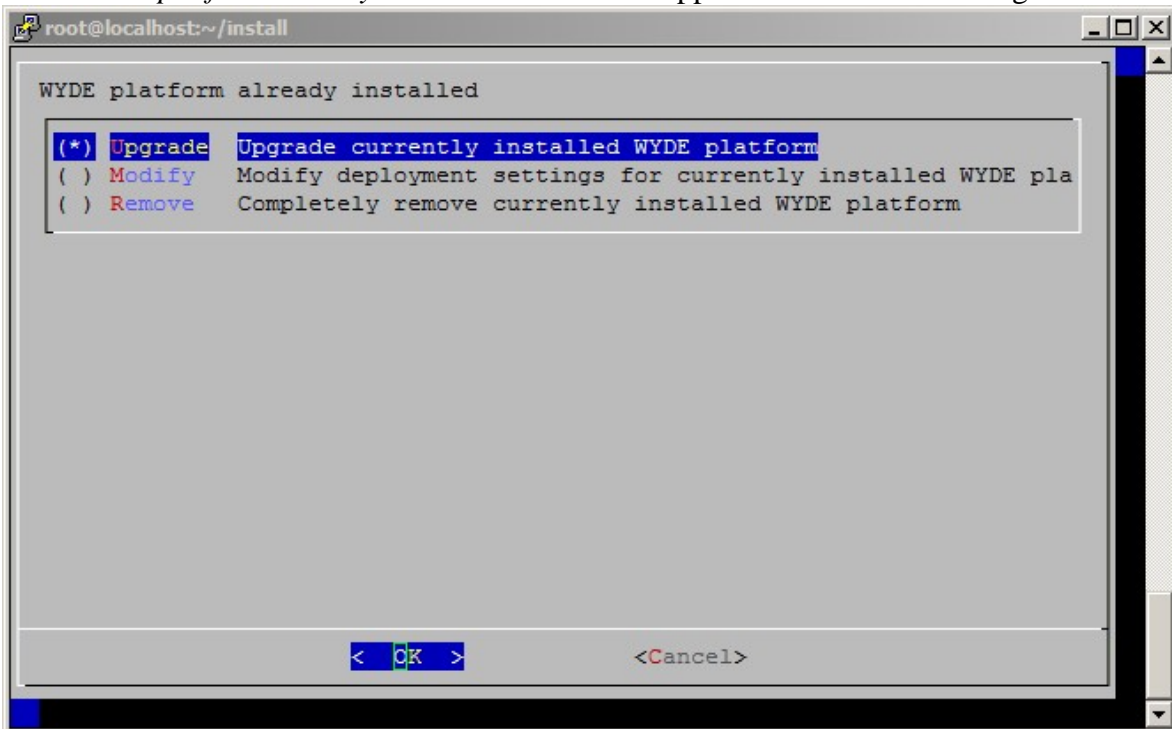 root@localhost:~/install
WYDE platform already installed
(*) Upgrade Upgrade currently installed WYDE platform
( ) Modify Modify deployment settings for currently installed WYDE pla
( ) Remove Completely remove currently installed WYDE platform
< OK > <Cancel>